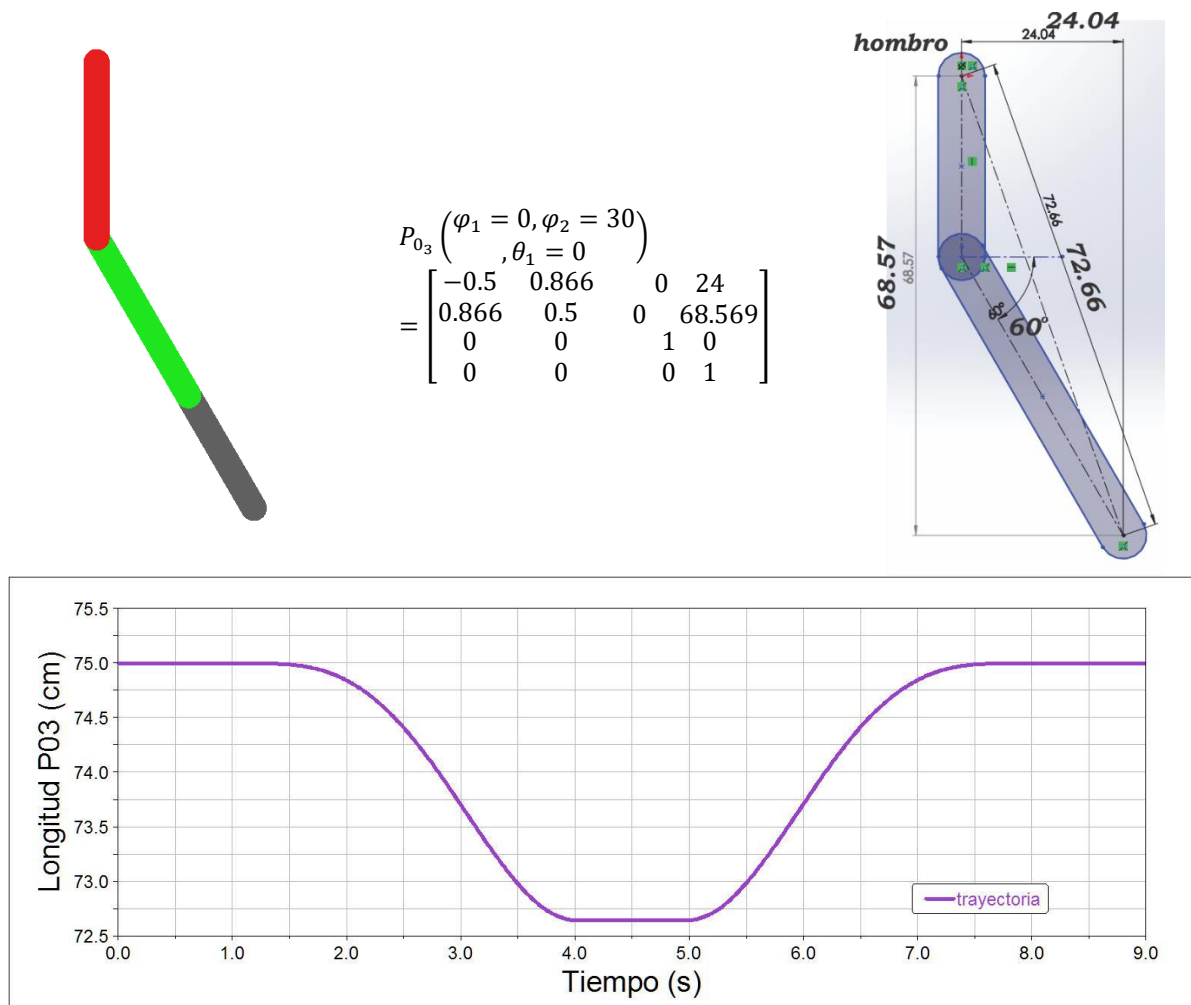 P₀₃ (φ₁ = 0, φ₂ = 30
, θ₁ = 0)
= [−0.5 0.866 0 24
0.866 0.5 0 68.569
0 0 1 0
0 0 0 1]
24.04
24.04
hombro
72.66
72.66
68.57
68.57
60°
60°
75.5
75.0
74.5
74.0
73.5
73.0
72.5
Longitud P03 (cm)
trayectoria
0.0 1.0 2.0 3.0 4.0 5.0 6.0 7.0 8.0 9.0
Tiempo (s)